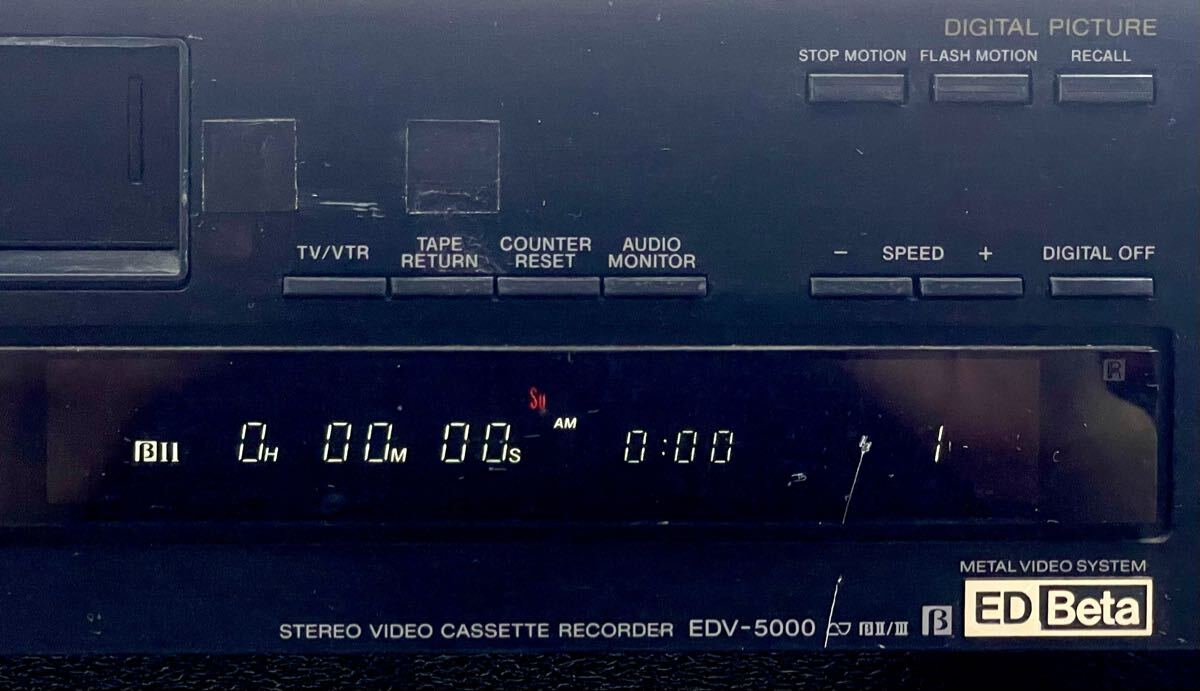 DIGITAL PICTURE
STOP MOTION FLASH MOTION RECALL
TV/VTR
TAPE RETURN
COUNTER RESET
AUDIO MONITOR
– SPEED +
DIGITAL OFF
R
Su
AM
βII 0H 00M 00S 0:00 1
METAL VIDEO SYSTEM
ED Beta
STEREO VIDEO CASSETTE RECORDER EDV-5000 βII/III β